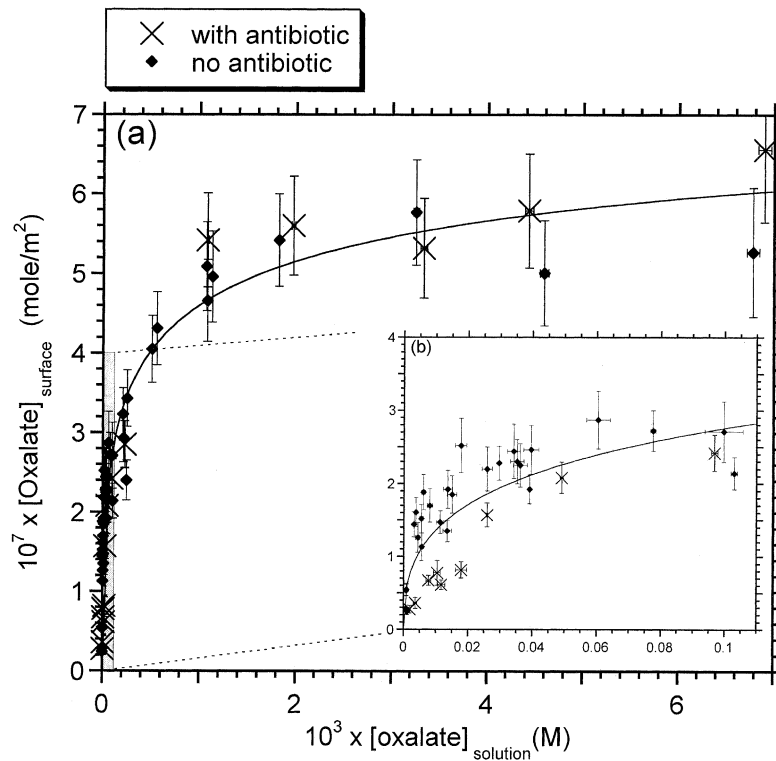 with antibiotic
no antibiotic
(a)
7
6
5
4
3
2
1
0
10⁷ x [Oxalate]surface (mole/m²)
(b)
4
3
2
1
0
0 0.02 0.04 0.06 0.08 0.1
0 2 4 6
10³ x [oxalate]solution(M)